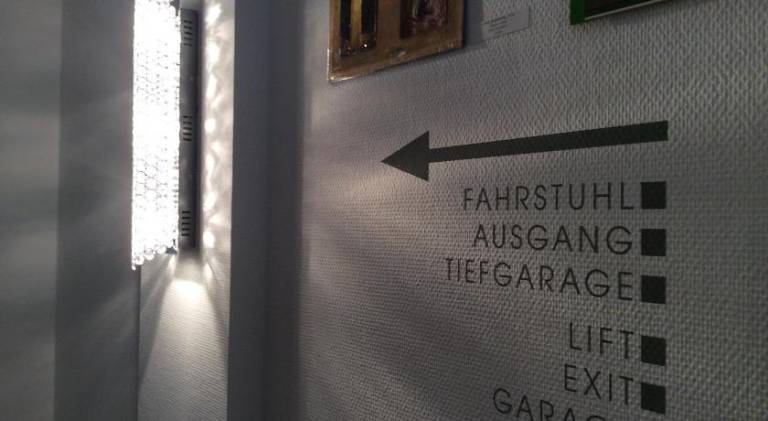 FAHRSTUHL
AUSGANG
TIEFGARAGE
LIFT
EXIT